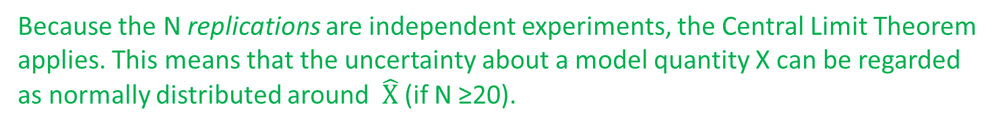 Because the N replications are independent experiments, the Central Limit Theorem
applies. This means that the uncertainty about a model quantity X can be regarded
as normally distributed around X̂ (if N ≥20).